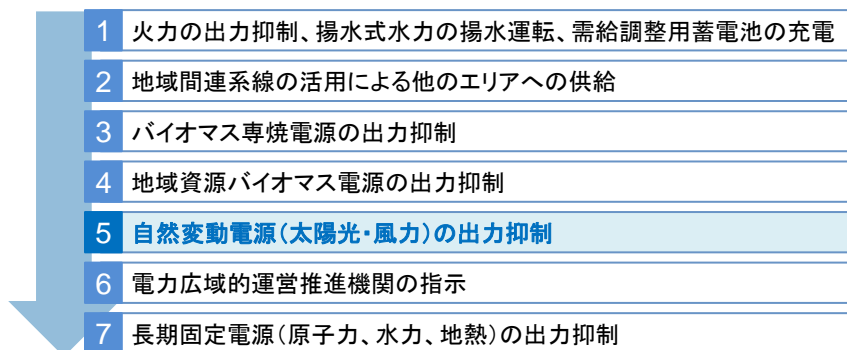 1 火力の出力抑制、揚水式水力の揚水運転、需給調整用蓄電池の充電
2 地域間連系線の活用による他のエリアへの供給
3 バイオマス専焼電源の出力抑制
4 地域資源バイオマス電源の出力抑制
5 自然変動電源(太陽光・風力)の出力抑制
6 電力広域的運営推進機関の指示
7 長期固定電源(原子力、水力、地熱)の出力抑制